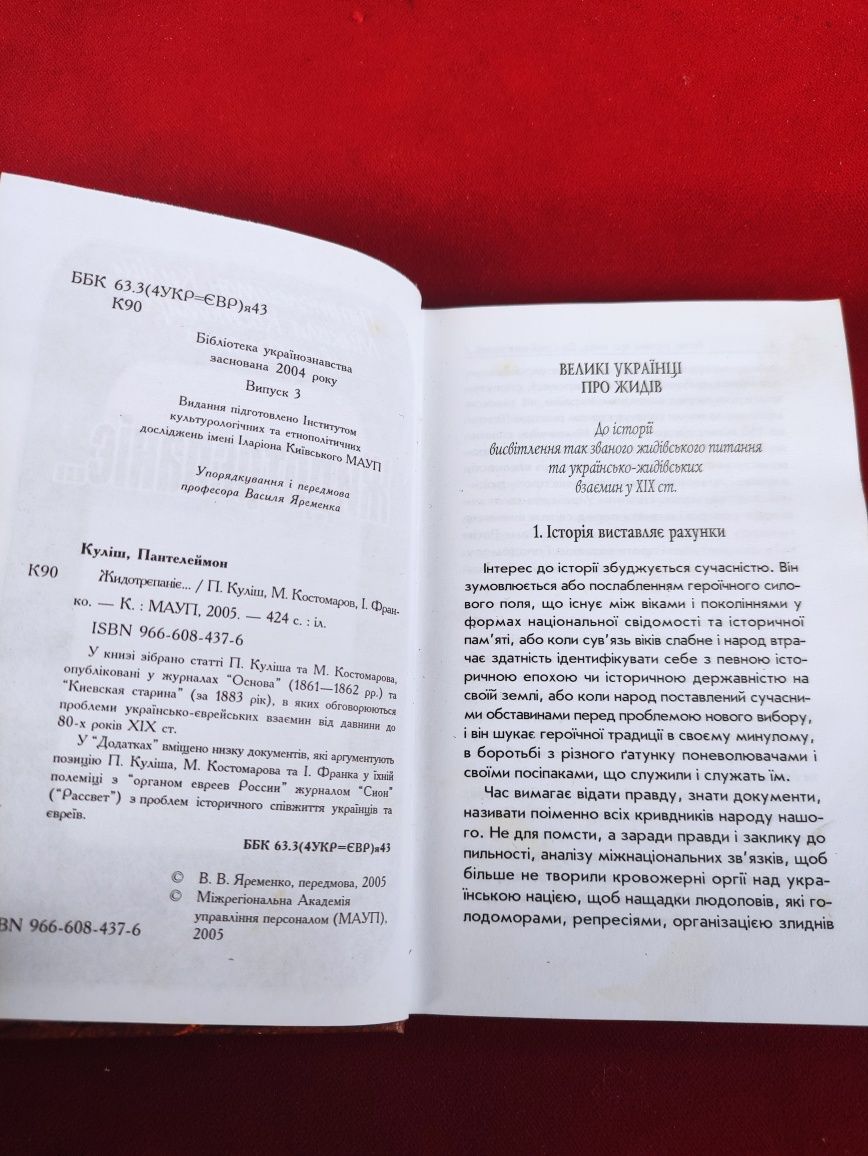 ББК 63.3(4УКР=ЄВР)я43
К90
Бібліотека українознавства
заснована 2004 року
Випуск 3
Видання підготовлено Інститутом
культурологічних та етнополітичних
досліджень імені Іларіона Київського МАУП
Упорядкування і передмова
професора Василя Яременка
Куліш, Пантелеймон
К90
Жидотрєпаніє... / П. Куліш, М. Костомаров, І. Фран-
ко. — К. : МАУП, 2005. — 424 с. : іл.
ISBN 966-608-437-6
У книзі зібрано статті П. Куліша та М. Костомарова,
опубліковані у журналах “Основа” (1861—1862 рр.) та
“Киевская старина” (за 1883 рік), в яких обговорюються
проблеми українсько-єврейських взаємин від давнини до
80-х років XIX ст.
У “Додатках” вміщено низку документів, які аргументують
позицію П. Куліша, М. Костомарова та І. Франка у їхній
полеміці з “органом евреев России” журналом “Сион”
(“Рассвет”) з проблем історичного співжиття українців та
євреїв.
ББК 63.3(4УКР=ЄВР)я43
© В. В. Яременко, передмова, 2005
© Міжрегіональна Академія
управління персоналом (МАУП),
2005
BN 966-608-437-6
ВЕЛИКІ УКРАЇНЦІ
ПРО ЖИДІВ
До історії
висвітлення так званого жидівського питання
та українсько-жидівських
взаємин у XIX ст.
1. Історія виставляє рахунки
Інтерес до історії збуджується сучасністю. Він
зумовлюється або послабленням героїчного сило-
вого поля, що існує між віками і поколіннями у
формах національної свідомості та історичної
пам’яті, або коли сув’язь віків слабне і народ втра-
чає здатність ідентифікувати себе з певною істо-
ричною епохою чи історичною державністю на
своїй землі, або коли народ поставлений сучасни-
ми обставинами перед проблемою нового вибору,
і він шукає героїчної традиції в своєму минулому,
в боротьбі з різного ґатунку поневолювачами і
своїми посіпаками, що служили і служать їм.
Час вимагає відати правду, знати документи,
називати поіменно всіх кривдників народу нашо-
го. Не для помсти, а заради правди і заклику до
пильності, аналізу міжнаціональних зв’язків, щоб
більше не творили кровожерні оргії над укра-
їнською нацією, щоб нащадки людоловів, які го-
лодоморами, репресіями, організацією злиднів